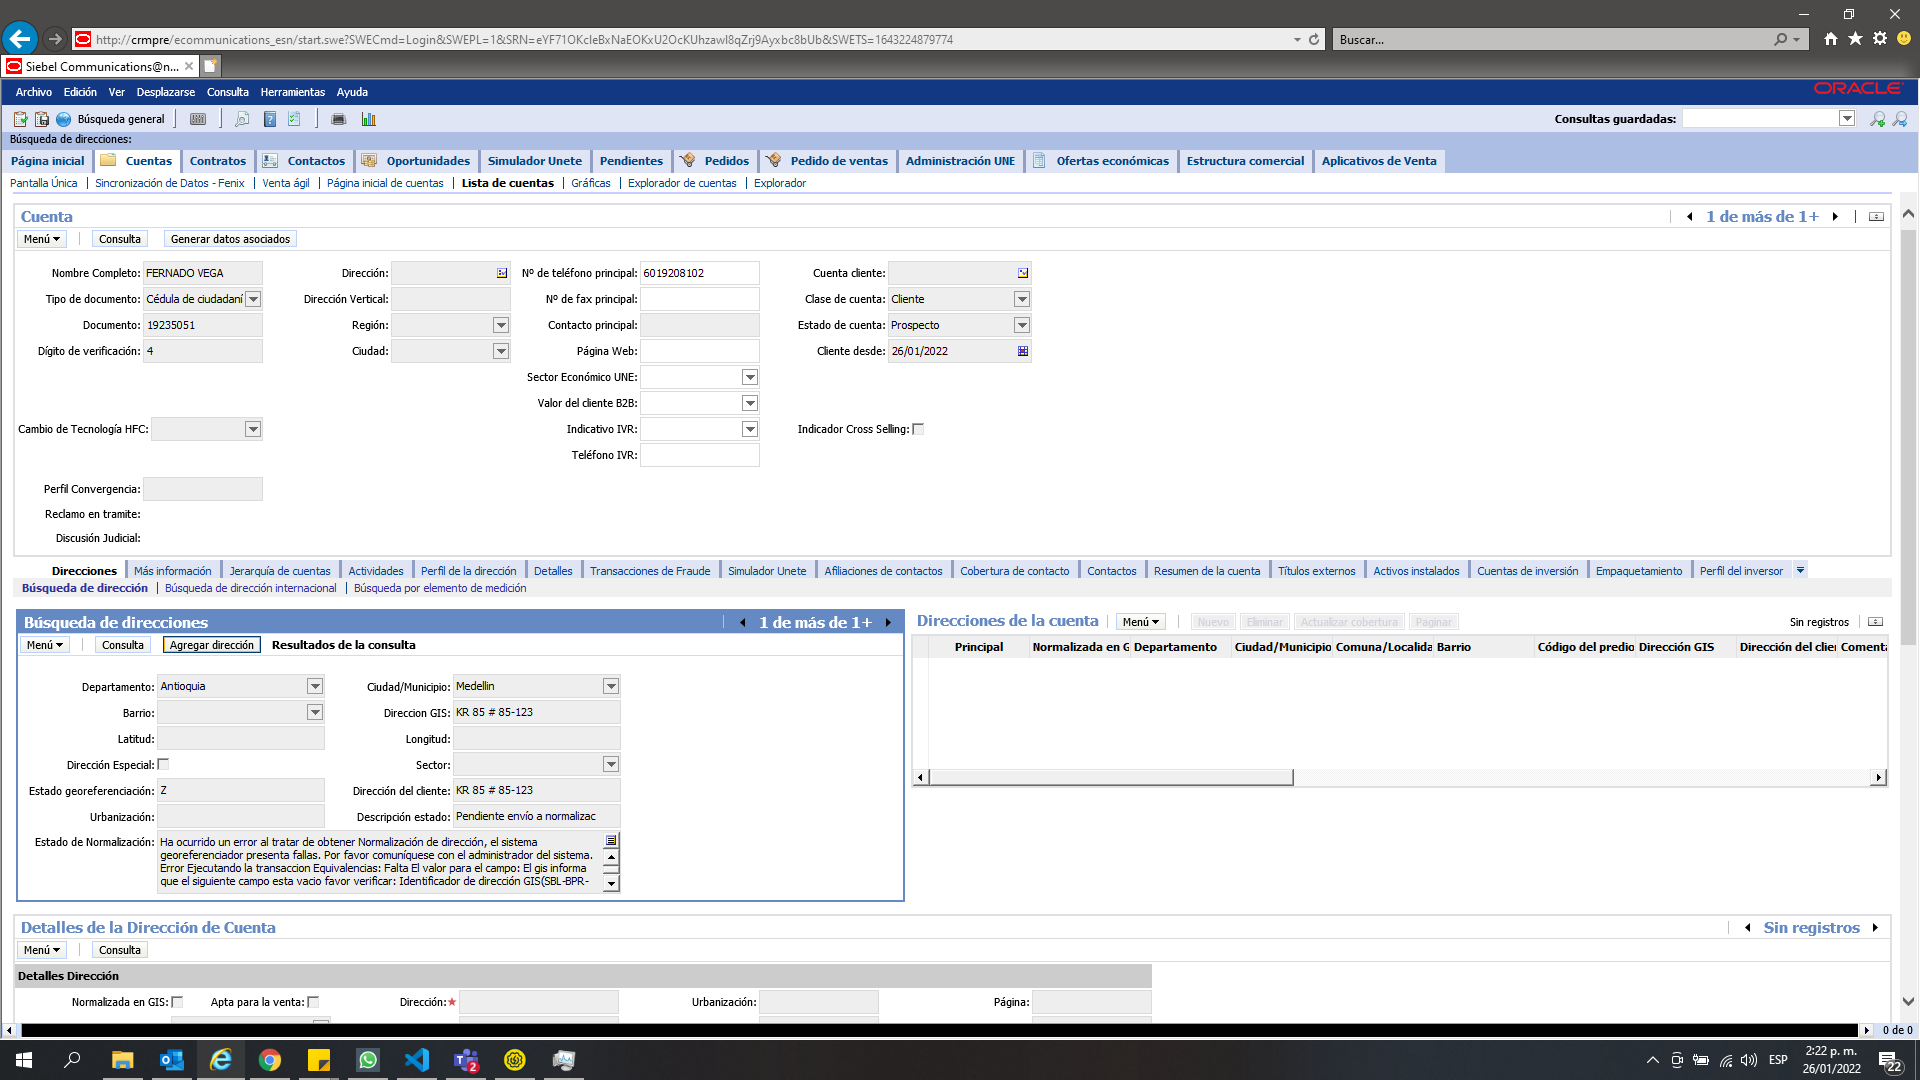 http://crmpre/ecommunications_esn/start.swe?SWECmd=Login&SWEPL=1&SRN=eYF71OKcIeBxNaEOKxU2OcKUhzawI8qZrj9Ayxbc8bUb&SWETS=1643224879774
Buscar...
Siebel Communications@n...
Archivo Edición Ver Desplazarse Consulta Herramientas Ayuda
ORACLE
Búsqueda general
Consultas guardadas:
Búsqueda de direcciones:
Página inicial Cuentas Contratos Contactos Oportunidades Simulador Unete Pendientes Pedidos Pedido de ventas Administración UNE Ofertas económicas Estructura comercial Aplicativos de Venta
Pantalla Única Sincronización de Datos - Fenix Venta ágil Página inicial de cuentas Lista de cuentas Gráficas Explorador de cuentas Explorador
Cuenta
1 de más de 1+
Menú Consulta Generar datos asociados
Nombre Completo: FERNADO VEGA Dirección: Nº de teléfono principal: 6019208102 Cuenta cliente:
Tipo de documento: Cédula de ciudadaní Dirección Vertical: Nº de fax principal: Clase de cuenta: Cliente
Documento: 19235051 Región: Contacto principal: Estado de cuenta: Prospecto
Dígito de verificación: 4 Ciudad: Página Web: Cliente desde: 26/01/2022
Sector Económico UNE:
Valor del cliente B2B:
Cambio de Tecnología HFC: Indicativo IVR: Indicador Cross Selling:
Teléfono IVR:
Perfil Convergencia:
Reclamo en tramite:
Discusión Judicial:
Direcciones Más información Jerarquía de cuentas Actividades Perfil de la dirección Detalles Transacciones de Fraude Simulador Unete Afiliaciones de contactos Cobertura de contacto Contactos Resumen de la cuenta Títulos externos Activos instalados Cuentas de inversión Empaquetamiento Perfil del inversor
Búsqueda de dirección Búsqueda de dirección internacional Búsqueda por elemento de medición
Búsqueda de direcciones
1 de más de 1+
Menú Consulta Agregar dirección Resultados de la consulta
Departamento: Antioquia Ciudad/Municipio: Medellin
Barrio: Direccion GIS: KR 85 # 85-123
Latitud: Longitud:
Dirección Especial: Sector:
Estado georeferenciación: Z Dirección del cliente: KR 85 # 85-123
Urbanización: Descripción estado: Pendiente envío a normalizac
Estado de Normalización: Ha ocurrido un error al tratar de obtener Normalización de dirección, el sistema
georeferenciador presenta fallas. Por favor comuníquese con el administrador del sistema.
Error Ejecutando la transaccion Equivalencias: Falta El valor para el campo: El gis informa
que el siguiente campo esta vacio favor verificar: Identificador de dirección GIS(SBL-BPR-
Direcciones de la cuenta Menú Nuevo Eliminar Actualizar cobertura Paginar Sin registros
Principal Normalizada en G Departamento Ciudad/Municipio Comuna/Localida Barrio Código del predio Dirección GIS Dirección del clie Coment
Detalles de la Dirección de Cuenta
Sin registros
Menú Consulta
Detalles Dirección
Normalizada en GIS: Apta para la venta: Dirección:★ Urbanización: Página:
0 de 0
2
ESP
2:22 p. m.
26/01/2022
22